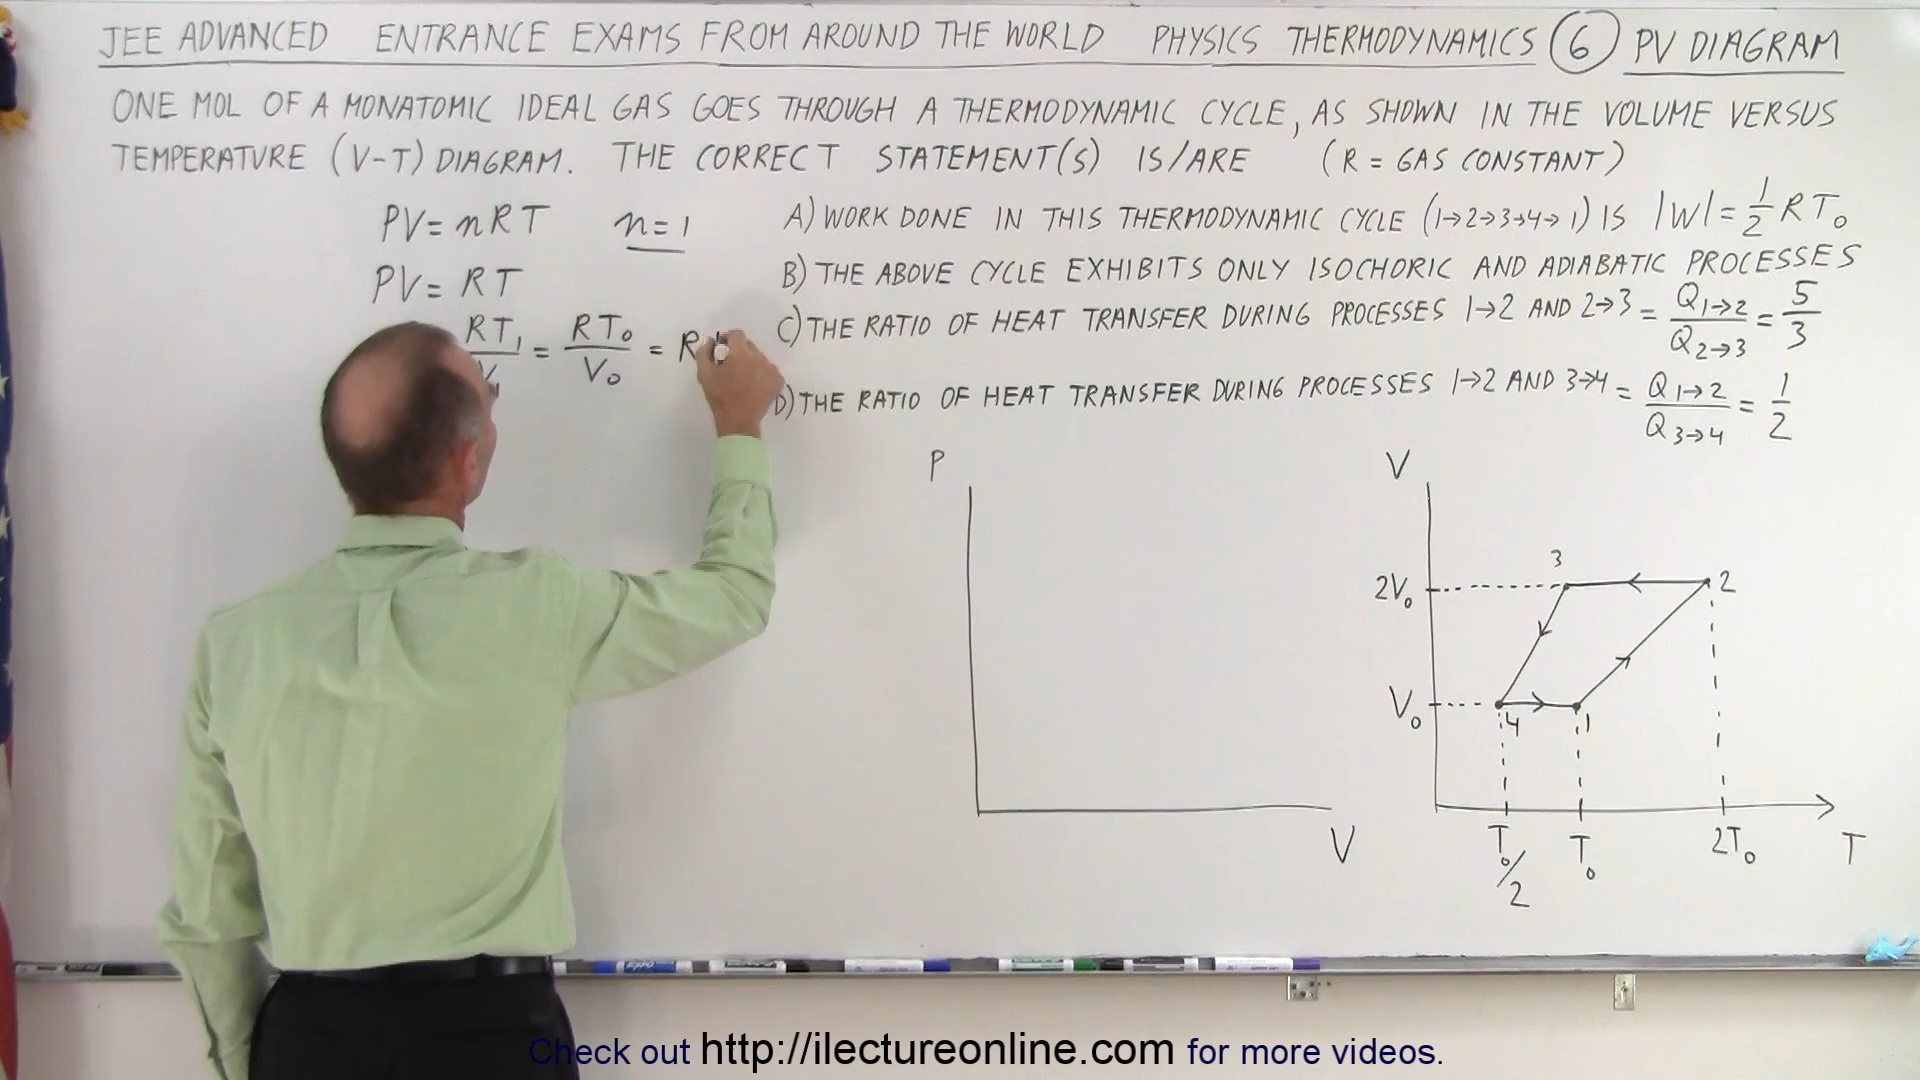 JEE ADVANCED ENTRANCE EXAMS FROM AROUND THE WORLD PHYSICS THERMODYNAMICS 6 PV DIAGRAM
ONE MOL OF A MONATOMIC IDEAL GAS GOES THROUGH A THERMODYNAMIC CYCLE, AS SHOWN IN THE VOLUME VERSUS
TEMPERATURE (V-T) DIAGRAM. THE CORRECT STATEMENT(S) IS/ARE (R = GAS CONSTANT)
PV = nRT n = 1
PV = RT
RT₁/V₁ = RT₀/V₀ = R
A) WORK DONE IN THIS THERMODYNAMIC CYCLE (1→2→3→4→1) IS |W| = 1/2 RT₀
B) THE ABOVE CYCLE EXHIBITS ONLY ISOCHORIC AND ADIABATIC PROCESSES
C) THE RATIO OF HEAT TRANSFER DURING PROCESSES 1→2 AND 2→3 = Q₁→₂/Q₂→₃ = 5/3
D) THE RATIO OF HEAT TRANSFER DURING PROCESSES 1→2 AND 3→4 = Q₁→₂/Q₃→₄ = 1/2
P
V
V
3
2V₀
2
V₀
4
1
T₀/2
T₀
2T₀
T
Check out http://ilectureonline.com for more videos.